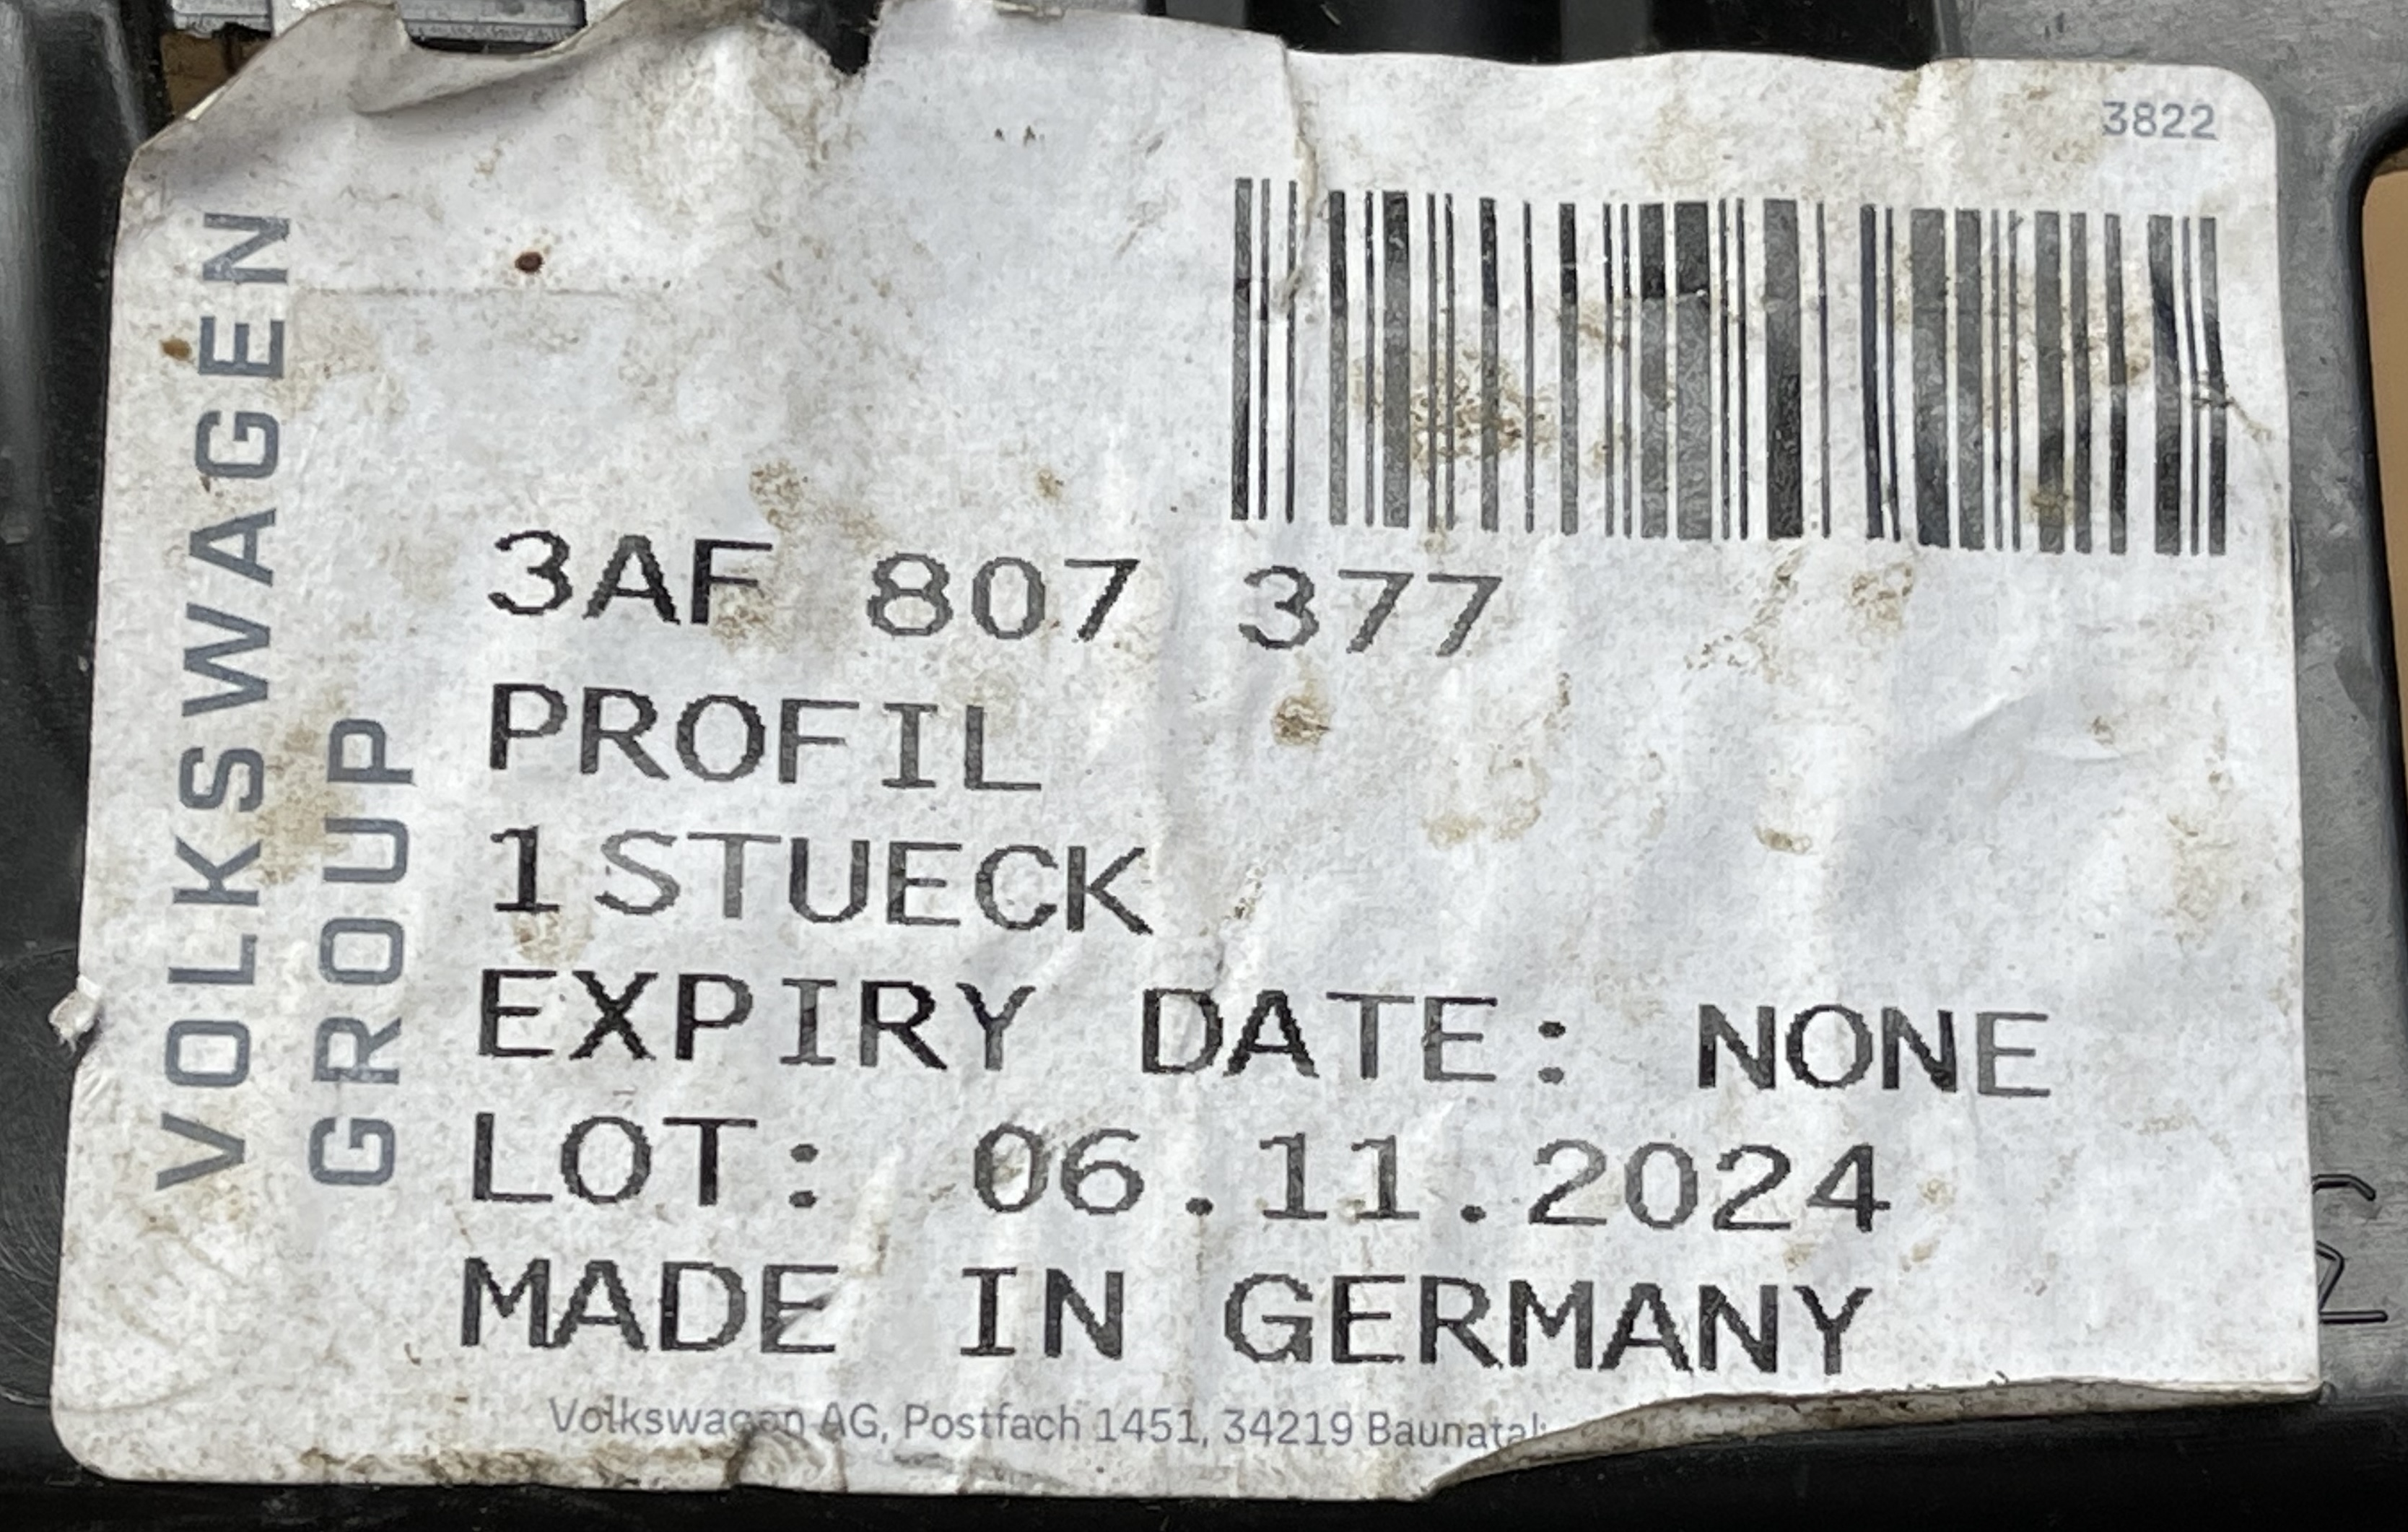 3822
VOLKSWAGEN
GROUP
3AF 807 377
PROFIL
1STUECK
EXPIRY DATE: NONE
LOT: 06.11.2024
MADE IN GERMANY
Volkswagen AG, Postfach 1451, 34219 Baunatal